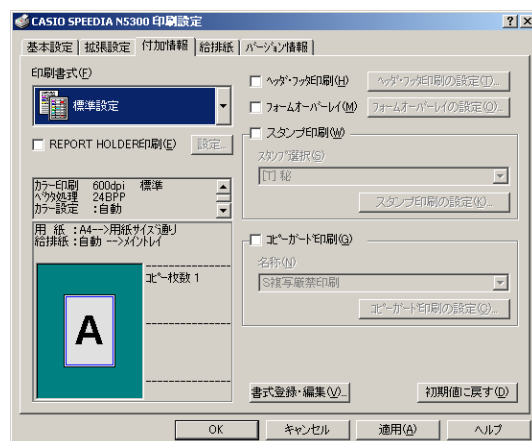 CASIO SPEEDIA N5300 印刷設定
基本設定 拡張設定 付加情報 給排紙 バージョン情報
印刷書式(F)
標準設定
REPORT HOLDER印刷(E) 設定...
カラー印刷 600dpi 標準
ベクタ処理 24BPP
カラー設定 :自動
用 紙 :A4-->用紙サイズ通り
給排紙:自動 -->メイントレイ
コピー枚数 1
A
ヘッダ・フッタ印刷(H) ヘッダ・フッタ印刷の設定(T)...
フォームオーバーレイ(M) フォームオーバーレイの設定(O)...
スタンプ印刷(W)
スタンプ選択(S)
[T] 秘
スタンプ印刷の設定(K)...
コピーガード印刷(G)
名称(N)
S複写厳禁印刷
コピーガード印刷の設定(C)...
書式登録・編集(V)... 初期値に戻す(D)
OK キャンセル 適用(A) ヘルプ